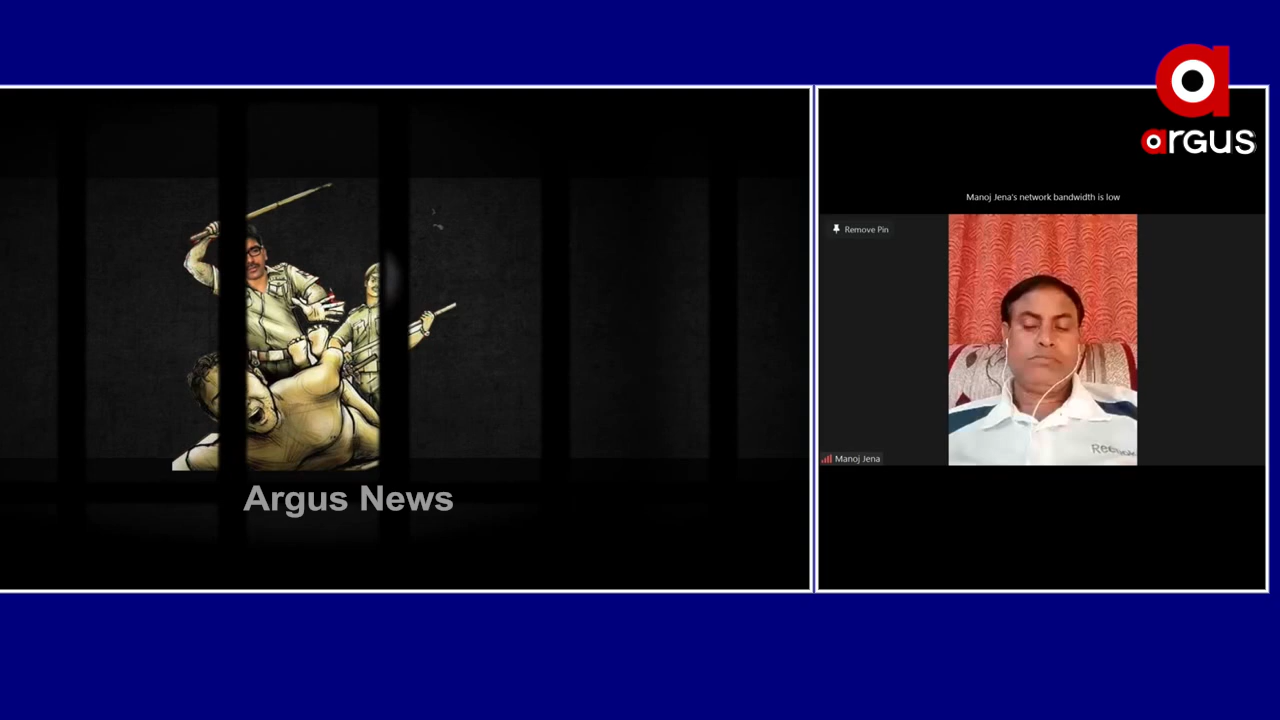 argus
Manoj Jena's network bandwidth is low
Remove Pin
Manoj Jena
Argus News